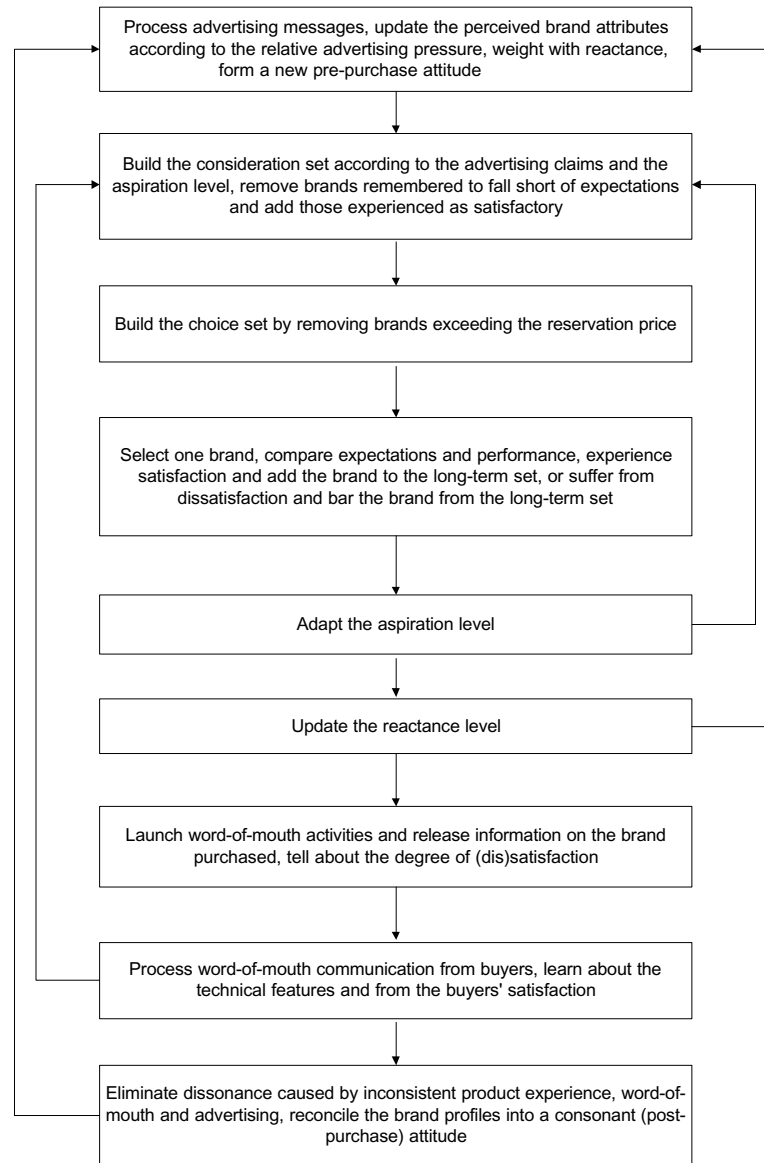 Process advertising messages, update the perceived brand attributes
according to the relative advertising pressure, weight with reactance,
form a new pre-purchase attitude
Build the consideration set according to the advertising claims and the
aspiration level, remove brands remembered to fall short of expectations
and add those experienced as satisfactory
Build the choice set by removing brands exceeding the reservation price
Select one brand, compare expectations and performance, experience
satisfaction and add the brand to the long-term set, or suffer from
dissatisfaction and bar the brand from the long-term set
Adapt the aspiration level
Update the reactance level
Launch word-of-mouth activities and release information on the brand
purchased, tell about the degree of (dis)satisfaction
Process word-of-mouth communication from buyers, learn about the
technical features and from the buyers' satisfaction
Eliminate dissonance caused by inconsistent product experience, word-of-
mouth and advertising, reconcile the brand profiles into a consonant (post-
purchase) attitude